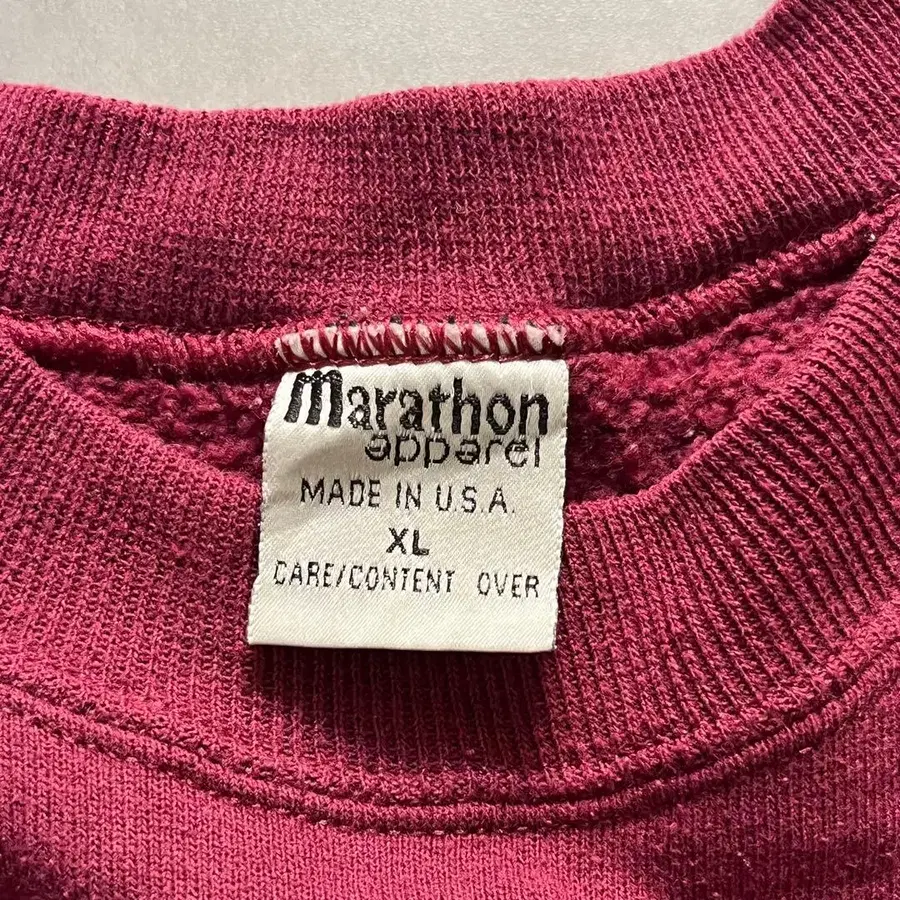 marathon
apparel
MADE IN U.S.A.
XL
CARE/CONTENT OVER